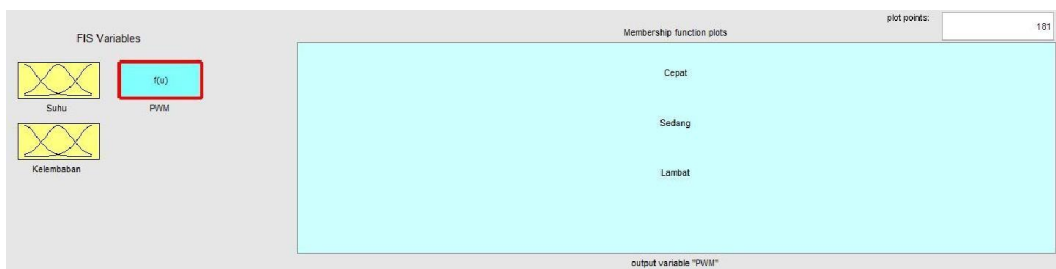 FIS Variables
f(u)
Suhu
PWM
Kelembaban
plot points:
181
Membership function plots
Cepat
Sedang
Lambat
output variable "PWM"